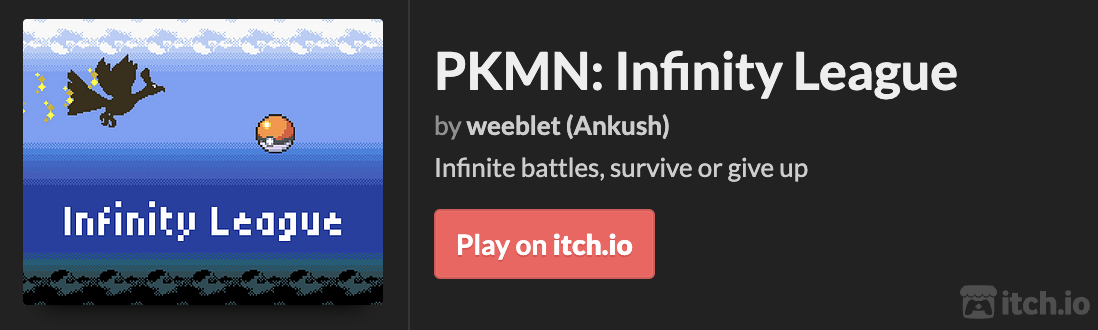 Infinity League
PKMN: Infinity League
by weeblet (Ankush)
Infinite battles, survive or give up
Play on itch.io
itch.io